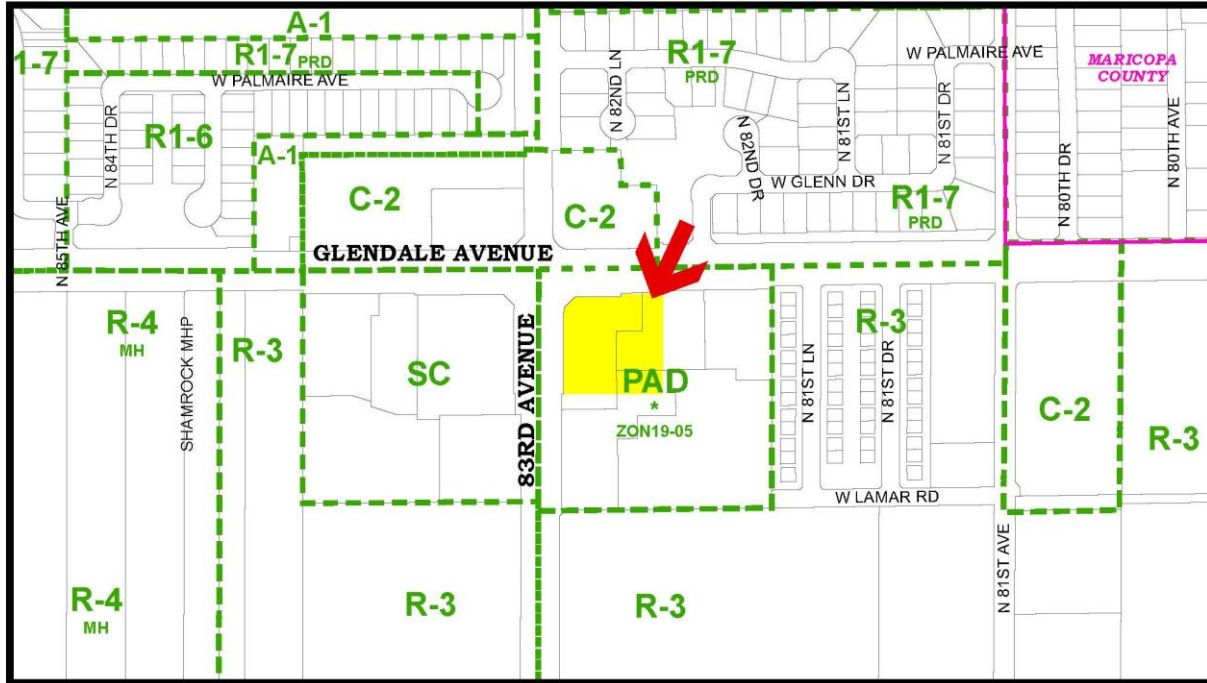 A-1
1-7
R1-7 PRD
W PALMAIRE AVE
N 84TH DR
R1-6
A-1
C-2
N 85TH AVE
N 82ND LN
R1-7
PRD
W PALMAIRE AVE
N 81ST LN
N 81ST DR
N 82ND DR
W GLENN DR
R1-7
PRD
C-2
MARICOPA
COUNTY
N 80TH DR
N 80TH AVE
GLENDALE AVENUE
R-4
MH
SHAMROCK MHP
R-3
SC
83RD AVENUE
PAD
*
ZON19-05
N 81ST LN
R-3
N 81ST DR
W LAMAR RD
C-2
R-3
R-4
MH
R-3
R-3
N 81ST AVE